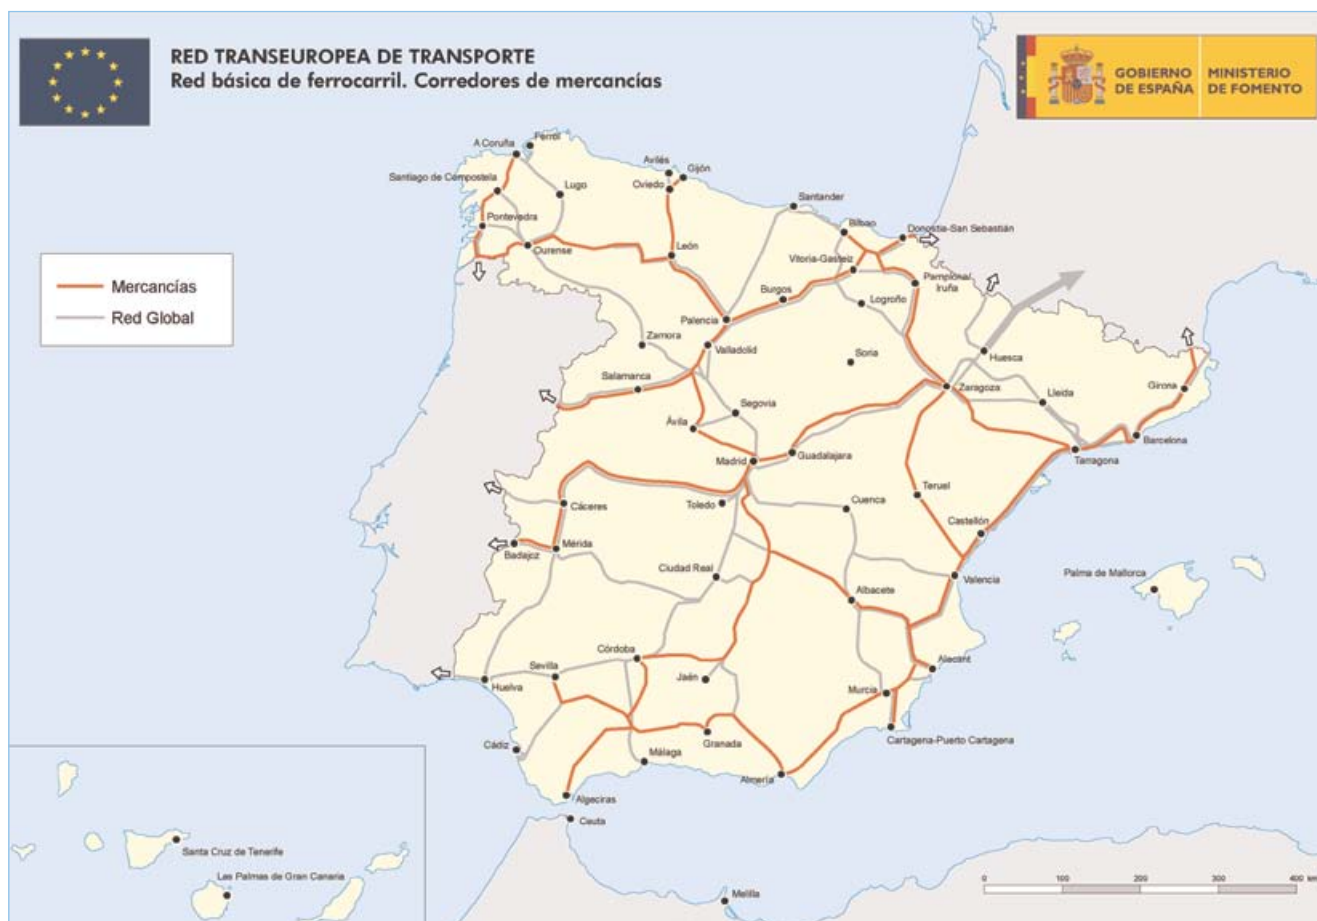 RED TRANSEUROPEA DE TRANSPORTE
Red básica de ferrocarril. Corredores de mercancías
GOBIERNO
DE ESPAÑA
MINISTERIO
DE FOMENTO
Mercancías
Red Global
A Coruña
Ferrol
Avilés
Gijón
Santiago de Compostela
Lugo
Oviedo
Santander
Bilbao
Pontevedra
Donostia-San Sebastián
Ourense
León
Vitoria-Gasteiz
Pamplona/
Iruña
Burgos
Logroño
Palencia
Zamora
Valladolid
Soria
Huesca
Salamanca
Zaragoza
Lleida
Girona
Segovia
Ávila
Barcelona
Madrid
Guadalajara
Tarragona
Teruel
Cáceres
Toledo
Cuenca
Castellón
Badajoz
Mérida
Ciudad Real
Valencia
Palma de Mallorca
Albacete
Córdoba
Sevilla
Jaén
Alacant
Huelva
Murcia
Cádiz
Málaga
Granada
Cartagena-Puerto Cartagena
Almería
Algeciras
Ceuta
Santa Cruz de Tenerife
Las Palmas de Gran Canaria
Melilla
0 100 200 300 400 km